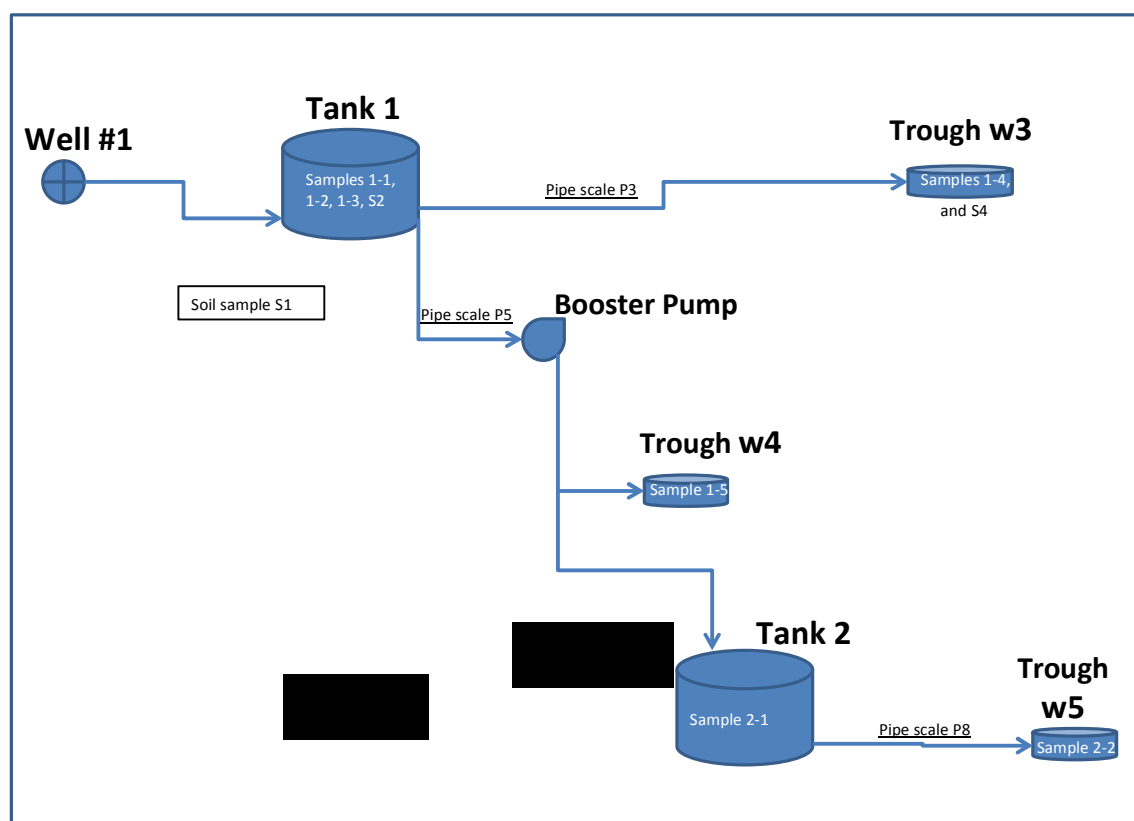 Tank 1
Well #1
Trough w3
Samples 1-1,
1-2, 1-3, S2
Pipe scale P3
Samples 1-4,
and S4
Soil sample S1
Pipe scale P5
Booster Pump
Trough w4
Sample 1-5
Tank 2
Trough
w5
Sample 2-1
Pipe scale P8
Sample 2-2